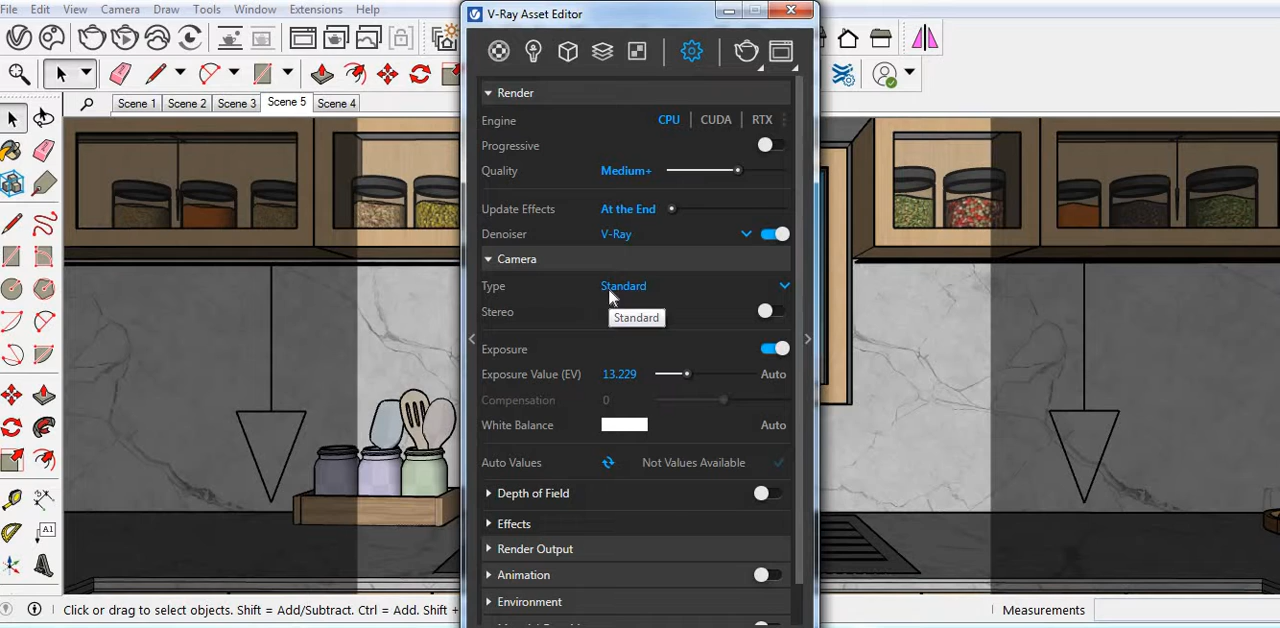 File Edit View Camera Draw Tools Window Extensions Help
V-Ray Asset Editor
Scene 1 Scene 2 Scene 3 Scene 5 Scene 4
Render
Engine CPU CUDA RTX
Progressive
Quality Medium+
Update Effects At the End
Denoiser V-Ray
Camera
Type Standard
Stereo
Standard
Exposure
Exposure Value (EV) 13.229 Auto
Compensation 0
White Balance Auto
Auto Values Not Values Available
Depth of Field
Effects
Render Output
Animation
Environment
A1
Click or drag to select objects. Shift = Add/Subtract. Ctrl = Add. Shift +
Measurements